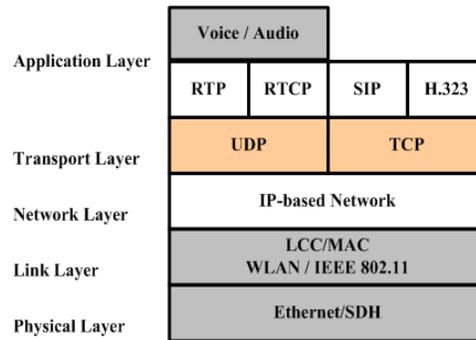 Voice / Audio
Application Layer
RTP RTCP SIP H.323
UDP TCP
Transport Layer
IP-based Network
Network Layer
LCC/MAC
WLAN / IEEE 802.11
Link Layer
Ethernet/SDH
Physical Layer